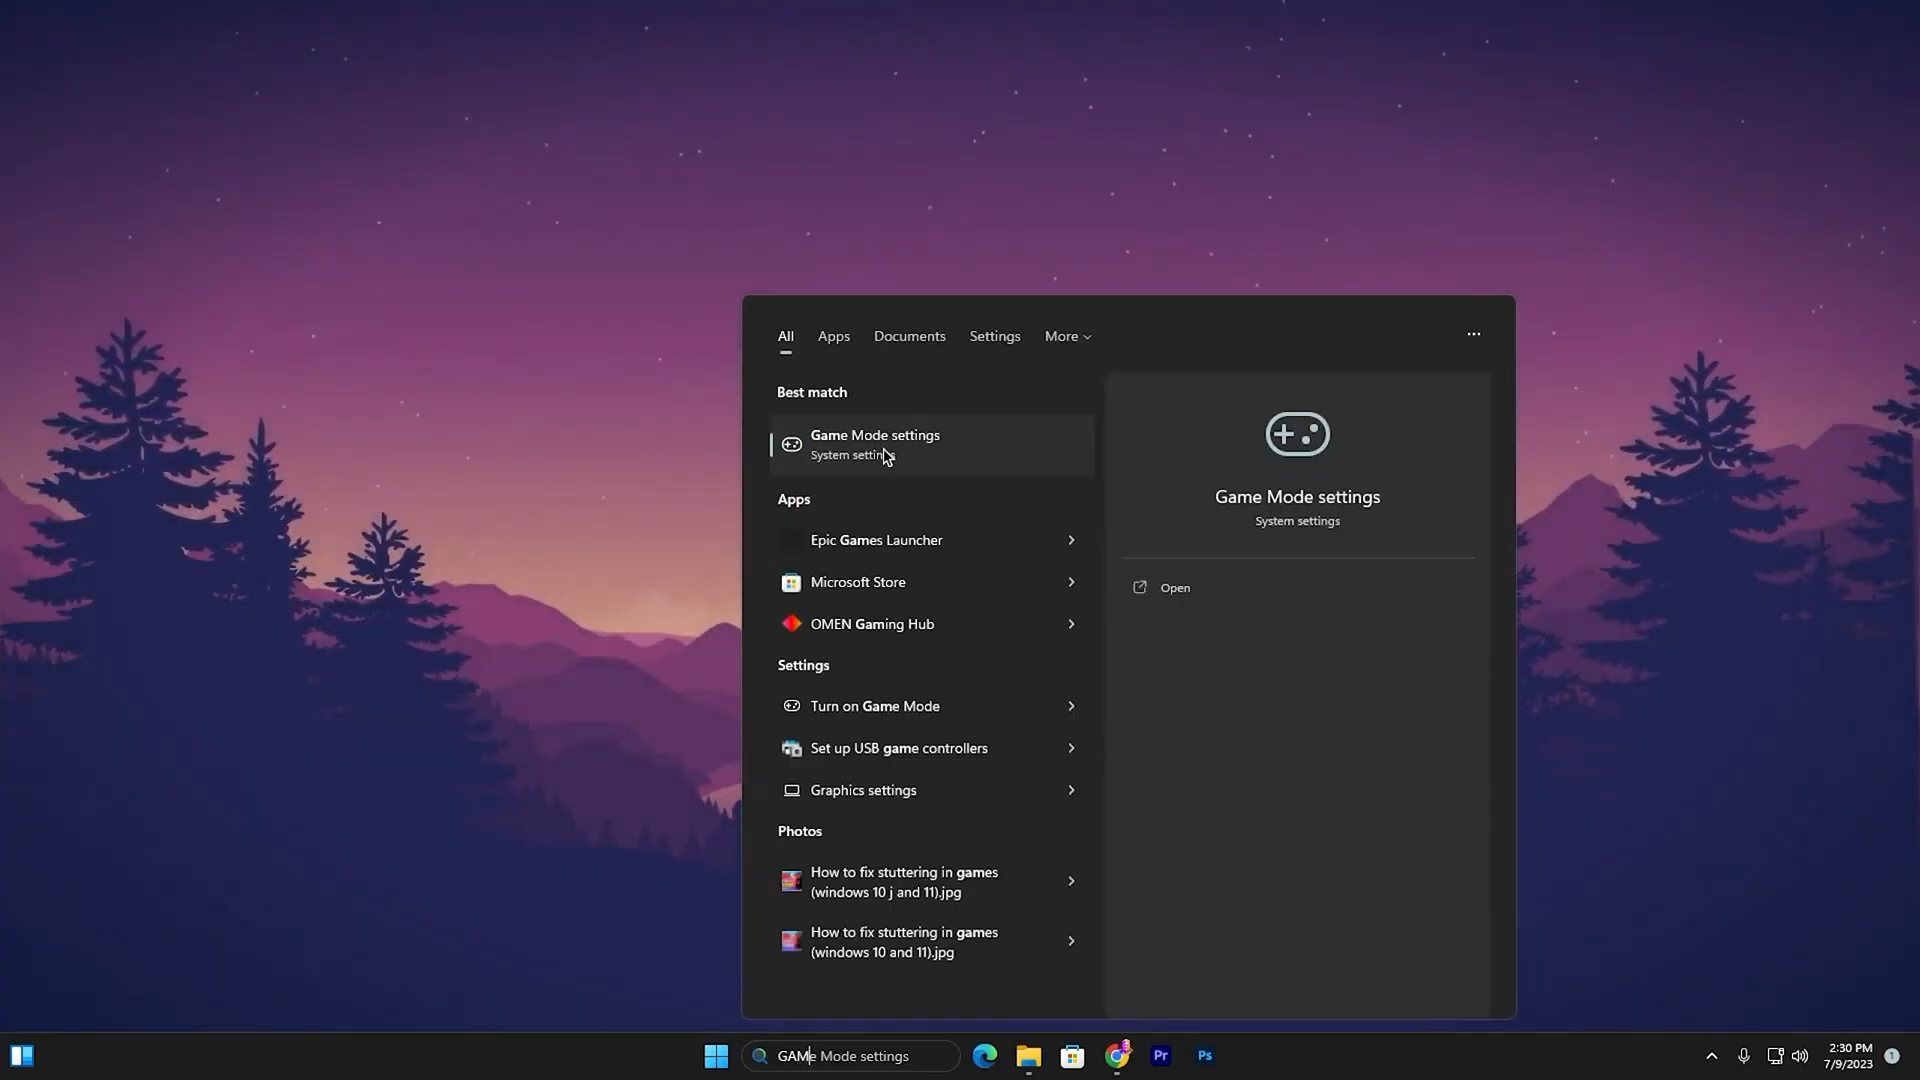 All Apps Documents Settings More
...
Best match
Game Mode settings
System settings
Apps
Epic Games Launcher
Microsoft Store
OMEN Gaming Hub
Settings
Turn on Game Mode
Set up USB game controllers
Graphics settings
Photos
How to fix stuttering in games
(windows 10 j and 11).jpg
How to fix stuttering in games
(windows 10 and 11).jpg
Game Mode settings
System settings
Open
GAMe Mode settings
Pr
Ps
2:30 PM
7/9/2023
1